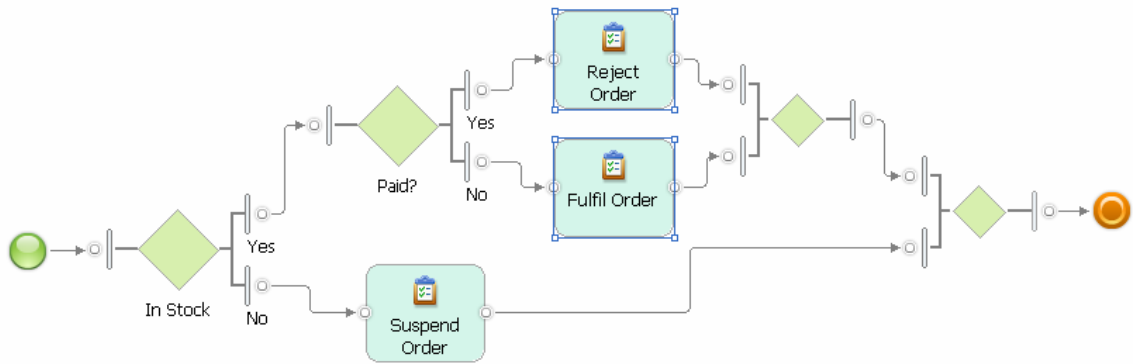 Reject
Order
Yes
Paid?
No
Fulfil Order
Yes
In Stock
No
Suspend
Order